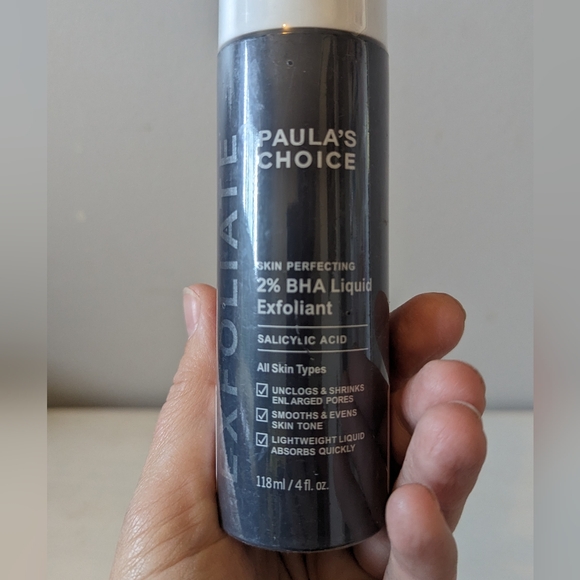 EXFOLIATE
PAULA'S
CHOICE
SKIN PERFECTING
2% BHA Liquid
Exfoliant
SALICYLIC ACID
All Skin Types
☑ UNCLOGS & SHRINKS
ENLARGED PORES
☑ SMOOTHS & EVENS
SKIN TONE
☑ LIGHTWEIGHT LIQUID
ABSORBS QUICKLY
118ml / 4 fl. oz.